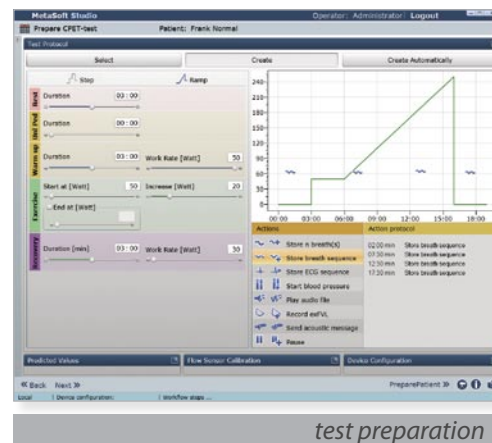 MetaSoft Studio Operator: Administrator Logout
Prepare CPET-test Patient: Frank Normal
Test Protocol
Select Create Create Automatically
Step Ramp
Rest Duration 03:00
Unl Ped Duration 00:00
Warm up Duration 03:00 Work Rate [Watt] 50
Exercise Start at [Watt] 50 Increase [Watt] 20
End at [Watt]
Recovery Duration [min] 03:00 Work Rate [Watt] 50
240
210
180
150
120
90
60
30
0
00:00 03:00 06:00 09:00 12:00 15:00 18:00
Actions Action protocol
Store n breath(s) 02:00 min Store breath sequence
Store breath sequence 07:30 min Store breath sequence
Store ECG sequence 12:30 min Store breath sequence
Start blood pressure 17:30 min Store breath sequence
Play audio file
Record exFVL
Send acoustic message
Pause
Predicted Values Flow Sensor Calibration Device Configuration
Back Next PreparePatient
Local Device configuration: Workflow steps ...
test preparation